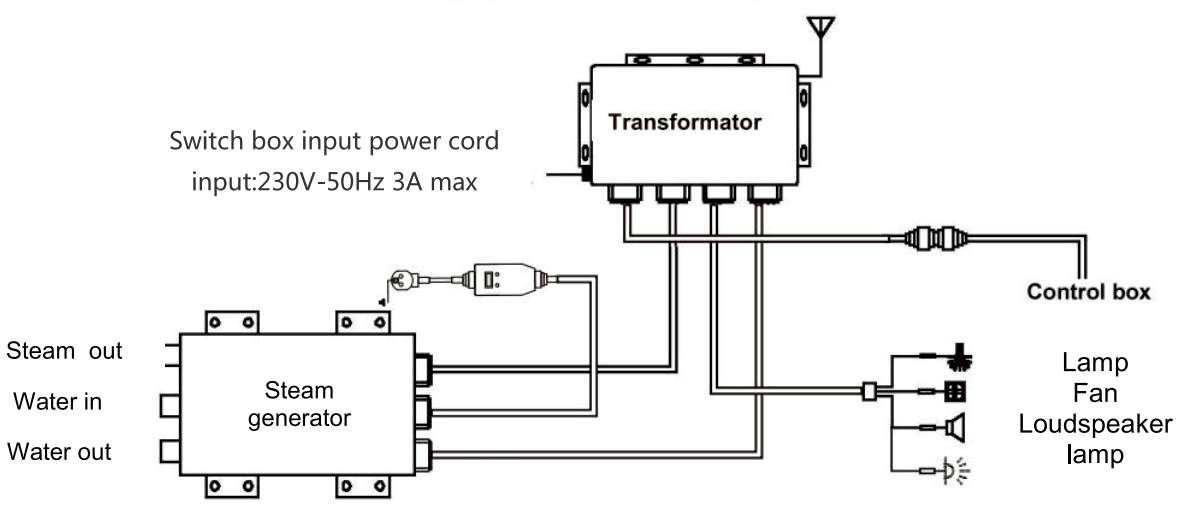 Transformator
Switch box input power cord
input:230V-50Hz 3A max
Control box
Steam out
Water in
Water out
Steam
generator
Lamp
Fan
Loudspeaker
lamp